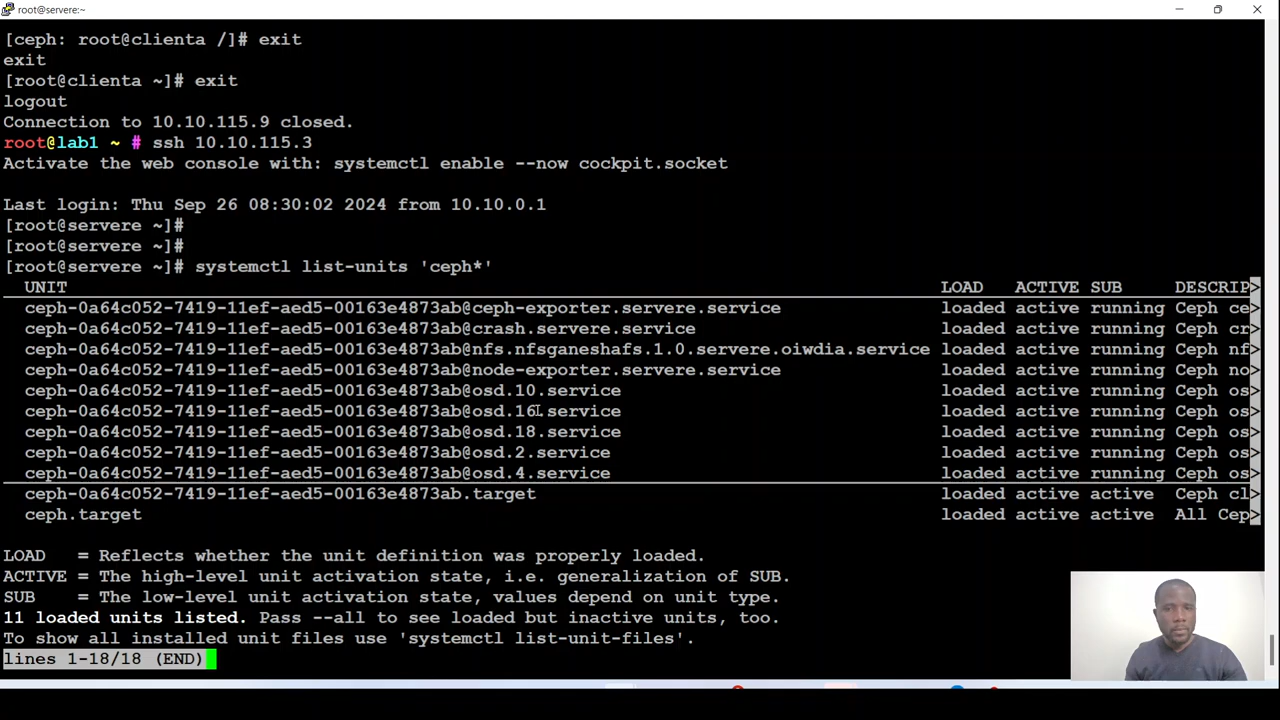 root@servere:~
[ceph: root@clienta /]# exit
exit
[root@clienta ~]# exit
logout
Connection to 10.10.115.9 closed.
root@lab1 ~ # ssh 10.10.115.3
Activate the web console with: systemctl enable --now cockpit.socket
Last login: Thu Sep 26 08:30:02 2024 from 10.10.0.1
[root@servere ~]#
[root@servere ~]#
[root@servere ~]# systemctl list-units 'ceph*'
UNIT LOAD ACTIVE SUB DESCRIP>
ceph-0a64c052-7419-11ef-aed5-00163e4873ab@ceph-exporter.servere.service loaded active running Ceph ce>
ceph-0a64c052-7419-11ef-aed5-00163e4873ab@crash.servere.service loaded active running Ceph cr>
ceph-0a64c052-7419-11ef-aed5-00163e4873ab@nfs.nfsganeshafs.1.0.servere.oiwdia.service loaded active running Ceph nf>
ceph-0a64c052-7419-11ef-aed5-00163e4873ab@node-exporter.servere.service loaded active running Ceph no>
ceph-0a64c052-7419-11ef-aed5-00163e4873ab@osd.10.service loaded active running Ceph os>
ceph-0a64c052-7419-11ef-aed5-00163e4873ab@osd.16.service loaded active running Ceph os>
ceph-0a64c052-7419-11ef-aed5-00163e4873ab@osd.18.service loaded active running Ceph os>
ceph-0a64c052-7419-11ef-aed5-00163e4873ab@osd.2.service loaded active running Ceph os>
ceph-0a64c052-7419-11ef-aed5-00163e4873ab@osd.4.service loaded active running Ceph os>
ceph-0a64c052-7419-11ef-aed5-00163e4873ab.target loaded active active Ceph cl>
ceph.target loaded active active All Cep>
LOAD = Reflects whether the unit definition was properly loaded.
ACTIVE = The high-level unit activation state, i.e. generalization of SUB.
SUB = The low-level unit activation state, values depend on unit type.
11 loaded units listed. Pass --all to see loaded but inactive units, too.
To show all installed unit files use 'systemctl list-unit-files'.
lines 1-18/18 (END)